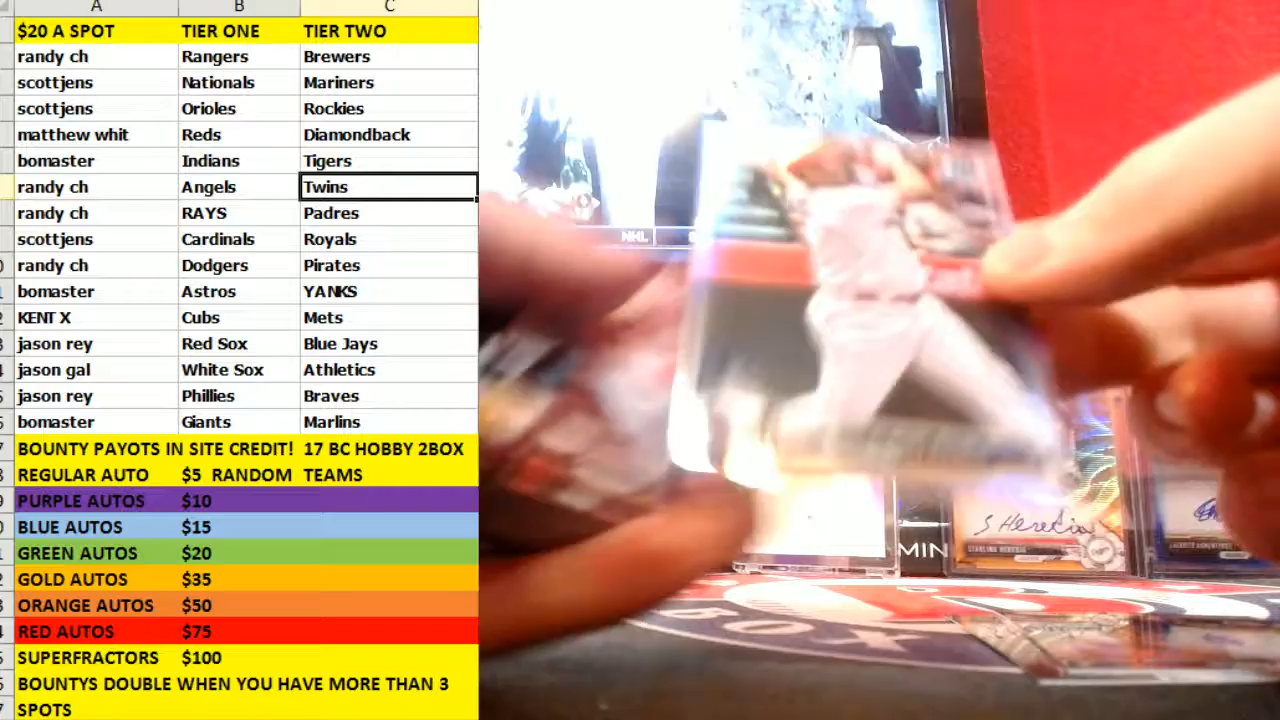 A B C
$20 A SPOT TIER ONE TIER TWO
randy ch Rangers Brewers
scottjens Nationals Mariners
scottjens Orioles Rockies
matthew whit Reds Diamondback
bomaster Indians Tigers
randy ch Angels Twins
randy ch RAYS Padres
scottjens Cardinals Royals
randy ch Dodgers Pirates
bomaster Astros YANKS
KENT X Cubs Mets
jason rey Red Sox Blue Jays
jason gal White Sox Athletics
jason rey Phillies Braves
bomaster Giants Marlins
BOUNTY PAYOTS IN SITE CREDIT! 17 BC HOBBY 2BOX
REGULAR AUTO $5 RANDOM TEAMS
PURPLE AUTOS $10
BLUE AUTOS $15
GREEN AUTOS $20
GOLD AUTOS $35
ORANGE AUTOS $50
RED AUTOS $75
SUPERFRACTORS $100
BOUNTYS DOUBLE WHEN YOU HAVE MORE THAN 3
SPOTS
NHL
S Heredia
STARLING HEREDIA
MIN
BOX